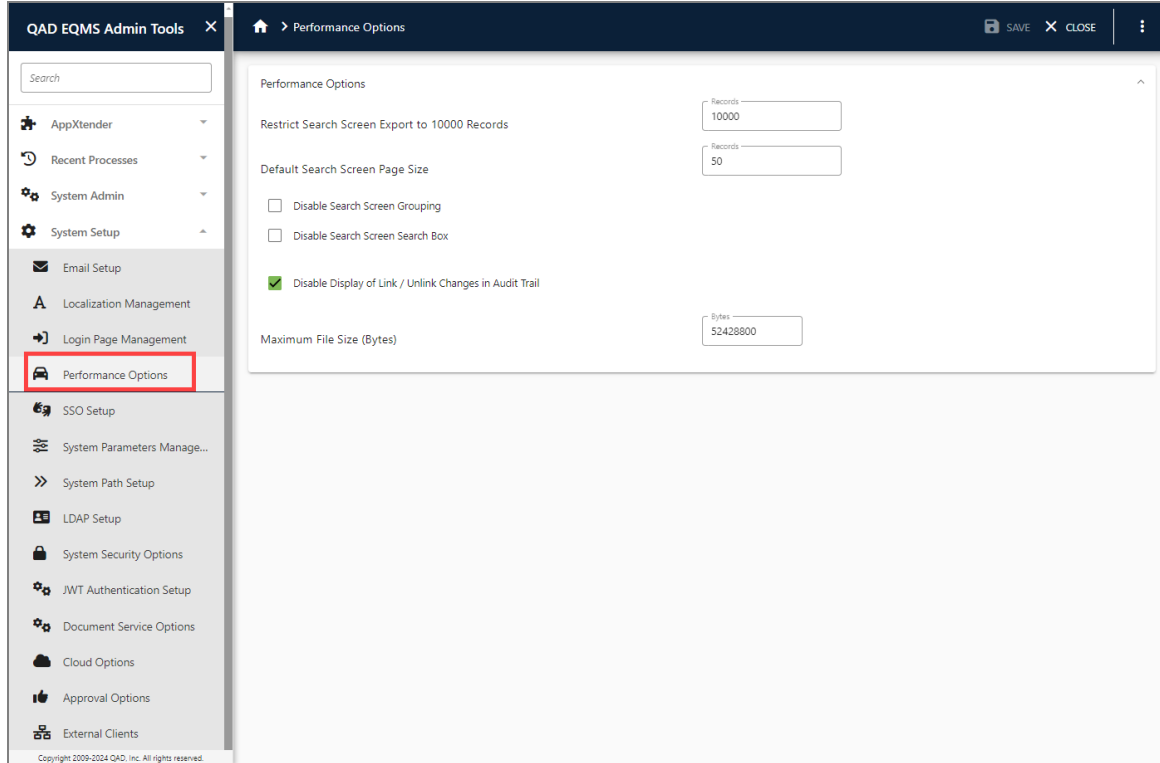 QAD EQMS Admin Tools
Performance Options
SAVE
CLOSE
Search
AppXtender
Recent Processes
System Admin
System Setup
Email Setup
Localization Management
Login Page Management
Performance Options
SSO Setup
System Parameters Manage...
System Path Setup
LDAP Setup
System Security Options
JWT Authentication Setup
Document Service Options
Cloud Options
Approval Options
External Clients
Copyright 2009-2024 QAD, Inc. All rights reserved.
Performance Options
Records
Restrict Search Screen Export to 10000 Records
10000
Records
Default Search Screen Page Size
50
Disable Search Screen Grouping
Disable Search Screen Search Box
Disable Display of Link / Unlink Changes in Audit Trail
Bytes
Maximum File Size (Bytes)
52428800